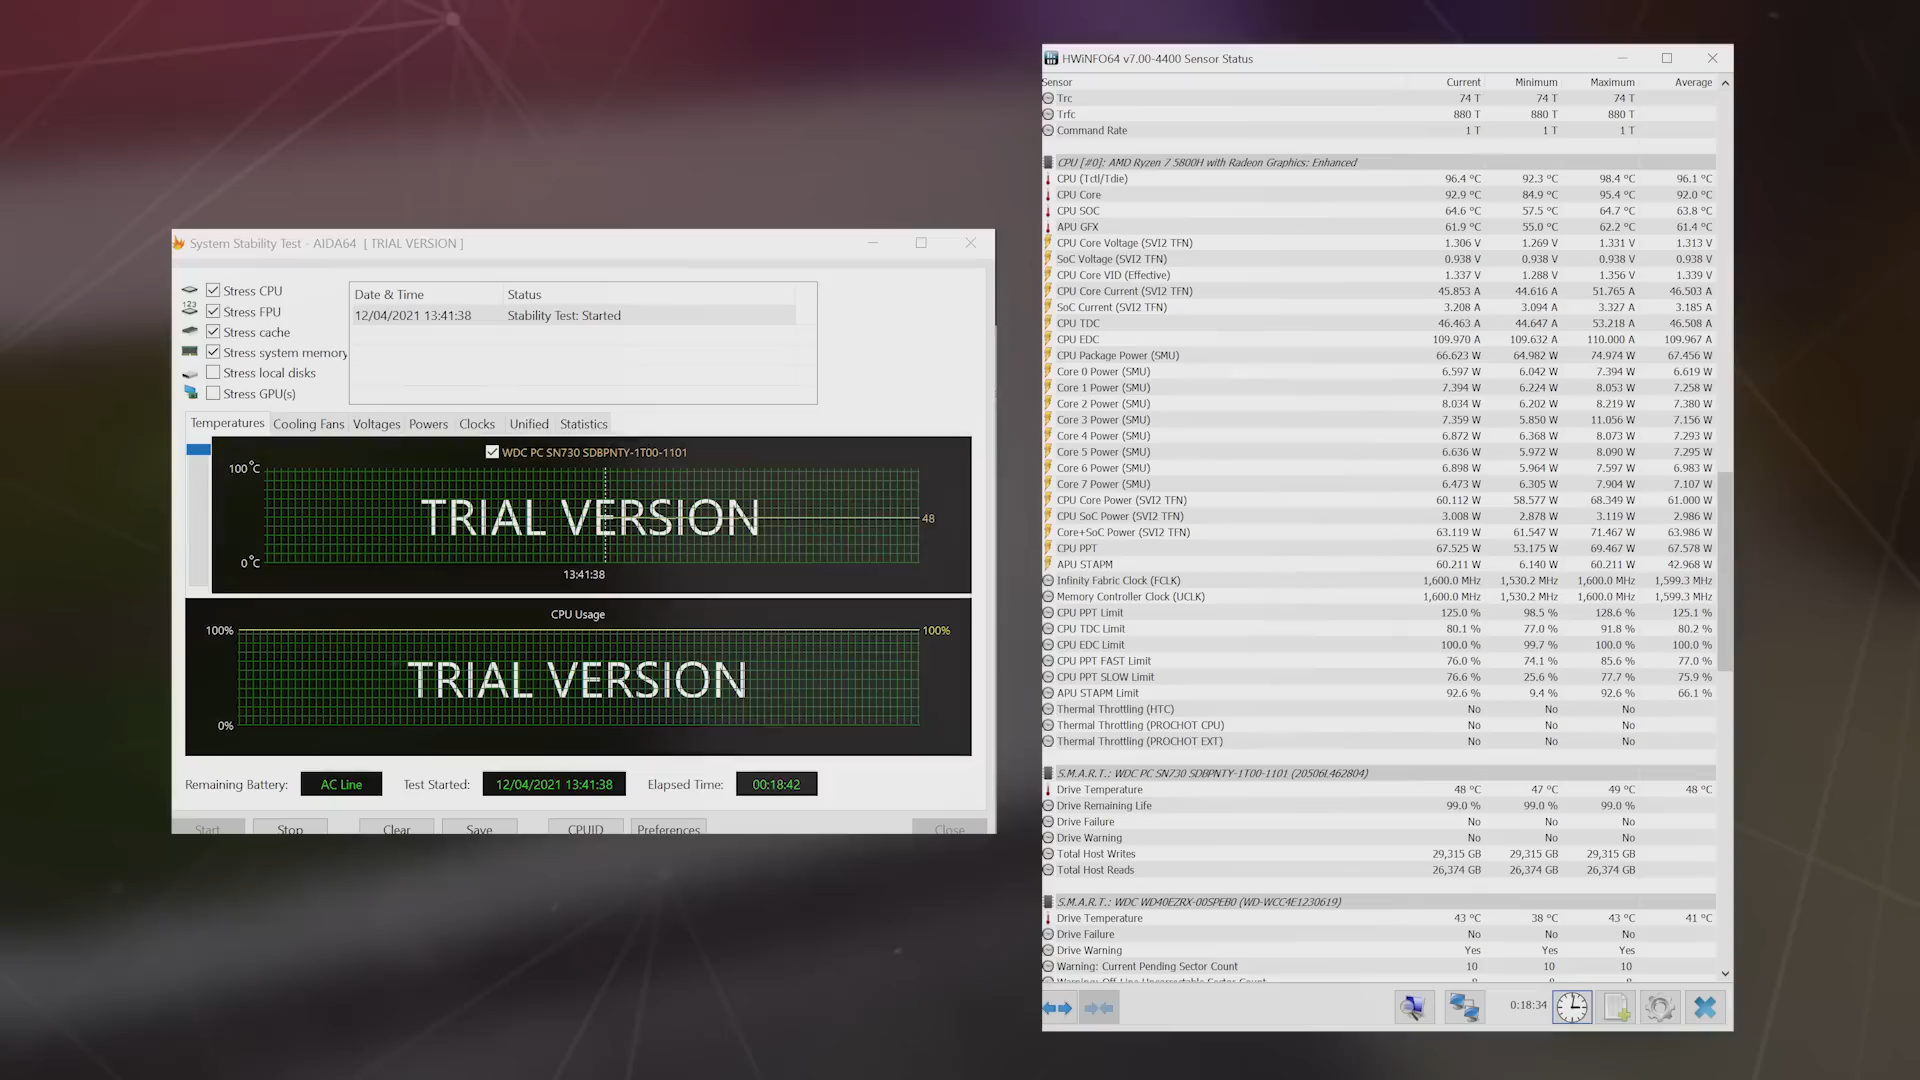 System Stability Test - AIDA64 [ TRIAL VERSION ]
Stress CPU
Stress FPU
Stress cache
Stress system memory
Stress local disks
Stress GPU(s)
Date & Time Status
12/04/2021 13:41:38 Stability Test: Started
Temperatures Cooling Fans Voltages Powers Clocks Unified Statistics
WDC PC SN730 SDBPNTY-1T00-1101
100 °C
TRIAL VERSION
48
0 °C
13:41:38
CPU Usage
100% 100%
TRIAL VERSION
0%
Remaining Battery: AC Line Test Started: 12/04/2021 13:41:38 Elapsed Time: 00:18:42
Start Stop Clear Save CPUID Preferences Close
HWiNFO64 v7.00-4400 Sensor Status
Sensor Current Minimum Maximum Average
Trc 74 T 74 T 74 T
Trfc 880 T 880 T 880 T
Command Rate 1 T 1 T 1 T
CPU [#0]: AMD Ryzen 7 5800H with Radeon Graphics: Enhanced
CPU (Tctl/Tdie) 96.4 °C 92.3 °C 98.4 °C 96.1 °C
CPU Core 92.9 °C 84.9 °C 95.4 °C 92.0 °C
CPU SOC 64.6 °C 57.5 °C 64.7 °C 63.8 °C
APU GFX 61.9 °C 55.0 °C 62.2 °C 61.4 °C
CPU Core Voltage (SVI2 TFN) 1.306 V 1.269 V 1.331 V 1.313 V
SoC Voltage (SVI2 TFN) 0.938 V 0.938 V 0.938 V 0.938 V
CPU Core VID (Effective) 1.337 V 1.288 V 1.356 V 1.339 V
CPU Core Current (SVI2 TFN) 45.853 A 44.616 A 51.765 A 46.503 A
SoC Current (SVI2 TFN) 3.208 A 3.094 A 3.327 A 3.185 A
CPU TDC 46.463 A 44.647 A 53.218 A 46.508 A
CPU EDC 109.970 A 109.632 A 110.000 A 109.967 A
CPU Package Power (SMU) 66.623 W 64.982 W 74.974 W 67.456 W
Core 0 Power (SMU) 6.597 W 6.042 W 7.394 W 6.619 W
Core 1 Power (SMU) 7.394 W 6.224 W 8.053 W 7.258 W
Core 2 Power (SMU) 8.034 W 6.202 W 8.219 W 7.380 W
Core 3 Power (SMU) 7.359 W 5.850 W 11.056 W 7.156 W
Core 4 Power (SMU) 6.872 W 6.368 W 8.073 W 7.293 W
Core 5 Power (SMU) 6.636 W 5.972 W 8.090 W 7.295 W
Core 6 Power (SMU) 6.898 W 5.964 W 7.597 W 6.983 W
Core 7 Power (SMU) 6.473 W 6.305 W 7.904 W 7.107 W
CPU Core Power (SVI2 TFN) 60.112 W 58.577 W 68.349 W 61.000 W
CPU SoC Power (SVI2 TFN) 3.008 W 2.878 W 3.119 W 2.986 W
Core+SoC Power (SVI2 TFN) 63.119 W 61.547 W 71.467 W 63.986 W
CPU PPT 67.525 W 53.175 W 69.467 W 67.578 W
APU STAPM 60.211 W 6.140 W 60.211 W 42.968 W
Infinity Fabric Clock (FCLK) 1,600.0 MHz 1,530.2 MHz 1,600.0 MHz 1,599.3 MHz
Memory Controller Clock (UCLK) 1,600.0 MHz 1,530.2 MHz 1,600.0 MHz 1,599.3 MHz
CPU PPT Limit 125.0 % 98.5 % 128.6 % 125.1 %
CPU TDC Limit 80.1 % 77.0 % 91.8 % 80.2 %
CPU EDC Limit 100.0 % 99.7 % 100.0 % 100.0 %
CPU PPT FAST Limit 76.0 % 74.1 % 85.6 % 77.0 %
CPU PPT SLOW Limit 76.6 % 25.6 % 77.7 % 75.9 %
APU STAPM Limit 92.6 % 9.4 % 92.6 % 66.1 %
Thermal Throttling (HTC) No No No
Thermal Throttling (PROCHOT CPU) No No No
Thermal Throttling (PROCHOT EXT) No No No
S.M.A.R.T.: WDC PC SN730 SDBPNTY-1T00-1101 (20506L462804)
Drive Temperature 48 °C 47 °C 49 °C 48 °C
Drive Remaining Life 99.0 % 99.0 % 99.0 %
Drive Failure No No No
Drive Warning No No No
Total Host Writes 29,315 GB 29,315 GB 29,315 GB
Total Host Reads 26,374 GB 26,374 GB 26,374 GB
S.M.A.R.T.: WDC WD40EZRX-00SPEB0 (WD-WCC4E1230619)
Drive Temperature 43 °C 38 °C 43 °C 41 °C
Drive Failure No No No
Drive Warning Yes Yes Yes
Warning: Current Pending Sector Count 10 10 10
0:18:34